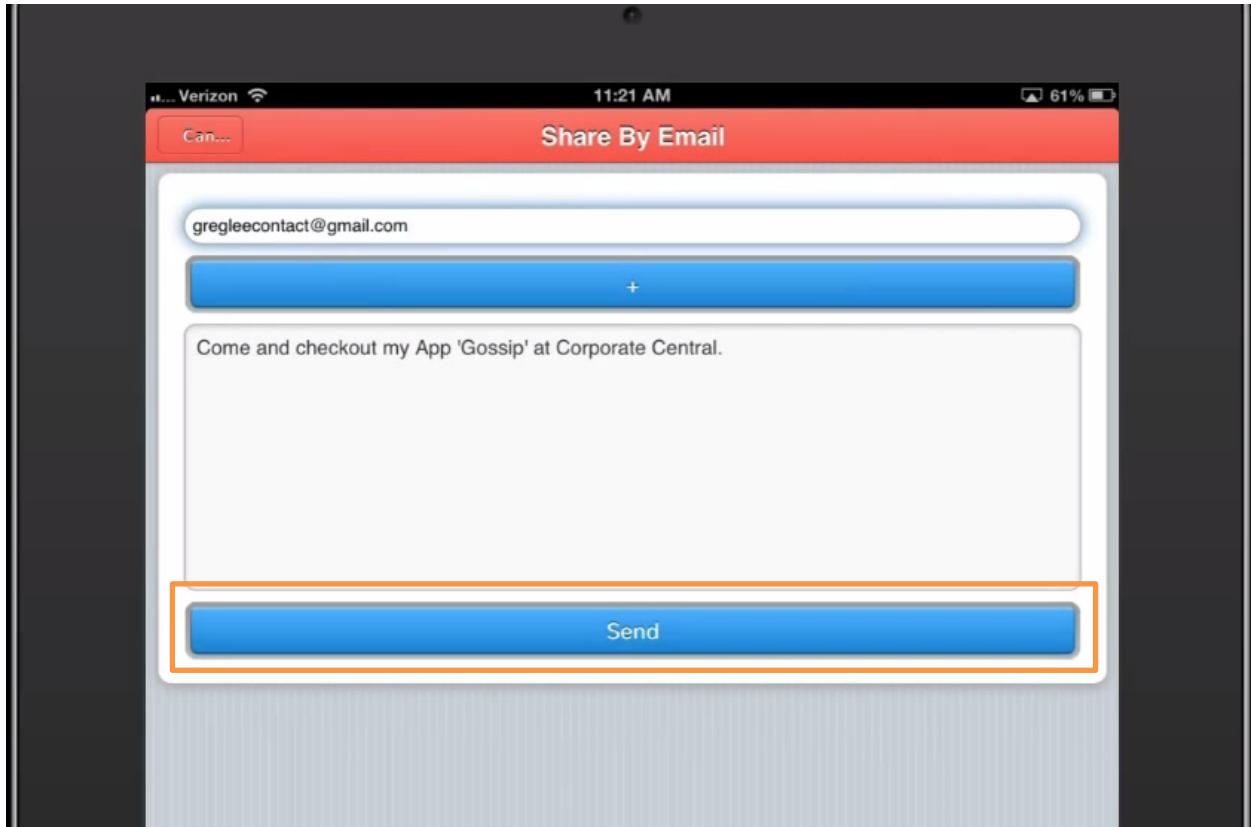 Verizon 11:21 AM 61%
Can... Share By Email
gregleecontact@gmail.com
+
Come and checkout my App 'Gossip' at Corporate Central.
Send